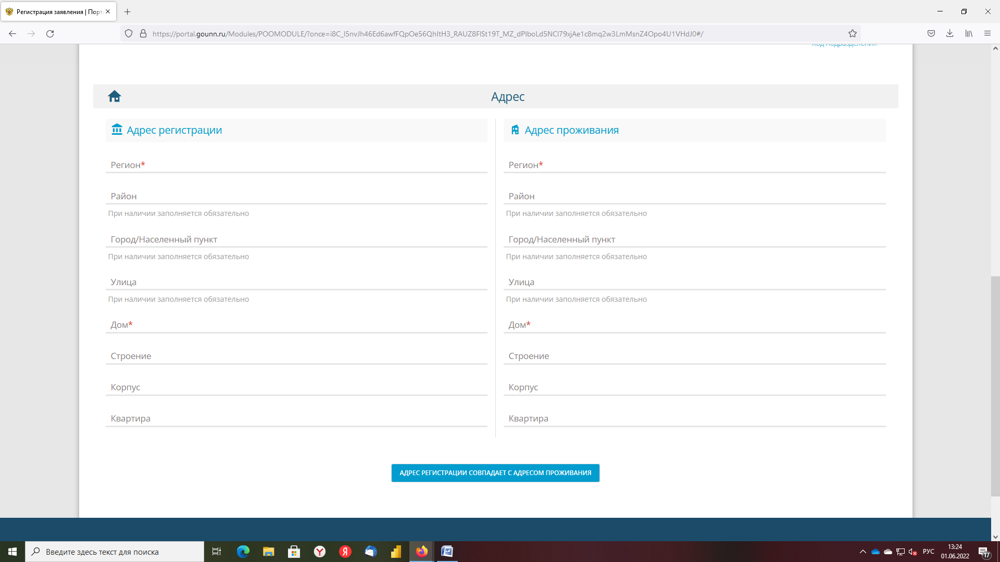 Регистрация заявления | Порт
https://portal.gounn.ru/Modules/POOMODULE/?once=i8C_I5nvJh46Ed6awfFQpOe56QhItH3_RAUZ8FlSt19T_MZ_dPIboLd5NCl79xjAe1c8mq2w3LmMsnZ4Opo4U1VHdJ0#/
Код подразделения
Адрес
Адрес регистрации
Регион*
Район
При наличии заполняется обязательно
Город/Населенный пункт
При наличии заполняется обязательно
Улица
При наличии заполняется обязательно
Дом*
Строение
Корпус
Квартира
Адрес проживания
Регион*
Район
При наличии заполняется обязательно
Город/Населенный пункт
При наличии заполняется обязательно
Улица
При наличии заполняется обязательно
Дом*
Строение
Корпус
Квартира
АДРЕС РЕГИСТРАЦИИ СОВПАДАЕТ С АДРЕСОМ ПРОЖИВАНИЯ
Введите здесь текст для поиска
РУС
13:24
01.06.2022
17